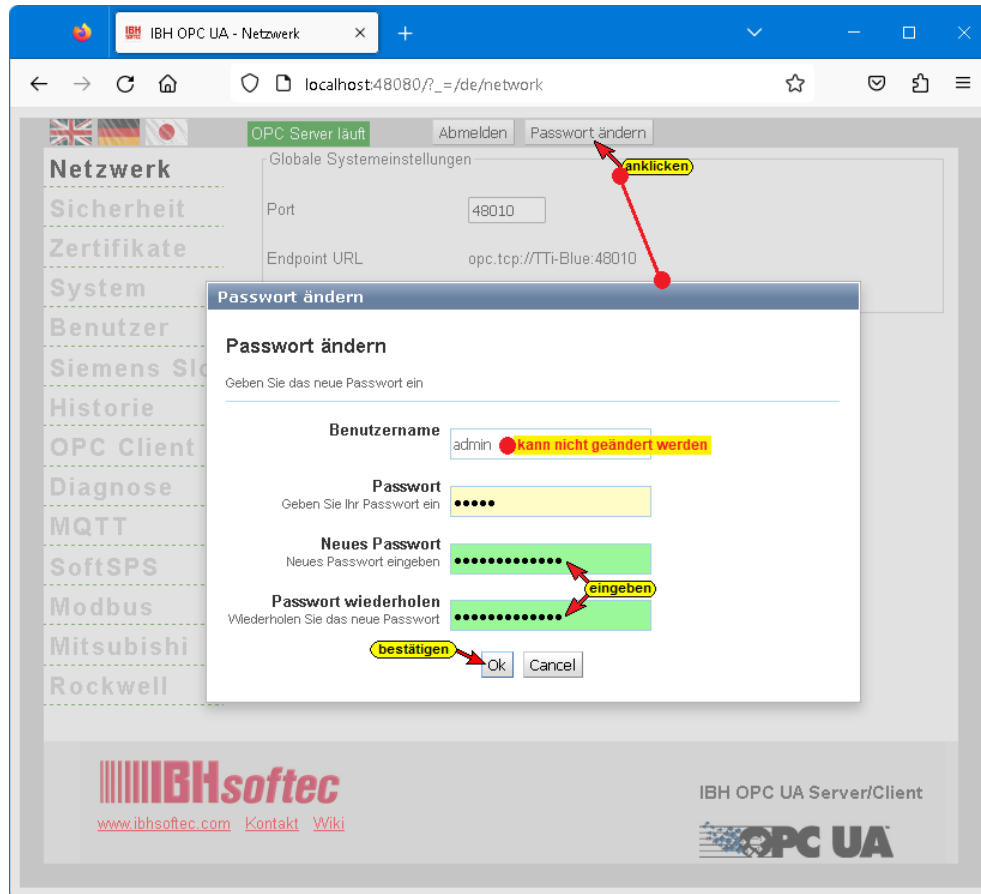 IBH OPC UA - Netzwerk
localhost:48080/?_=/de/network
OPC Server läuft Abmelden Passwort ändern
Netzwerk
Globale Systemeinstellungen
anklicken
Sicherheit
Port 48010
Zertifikate
Endpoint URL opc.tcp://TTi-Blue:48010
System
Passwort ändern
Benutzer
Passwort ändern
Siemens Slo
Geben Sie das neue Passwort ein
Historie
Benutzername
admin kann nicht geändert werden
OPC Client
Diagnose
Passwort
Geben Sie Ihr Passwort ein •••••
MQTT
Neues Passwort
Neues Passwort eingeben •••••••••••••
SoftSPS
eingeben
Modbus
Passwort wiederholen
Wiederholen Sie das neue Passwort •••••••••••••
Mitsubishi
bestätigen
Ok Cancel
Rockwell
IBHsoftec
IBH OPC UA Server/Client
www.ibhsoftec.com Kontakt Wiki
OPC UA